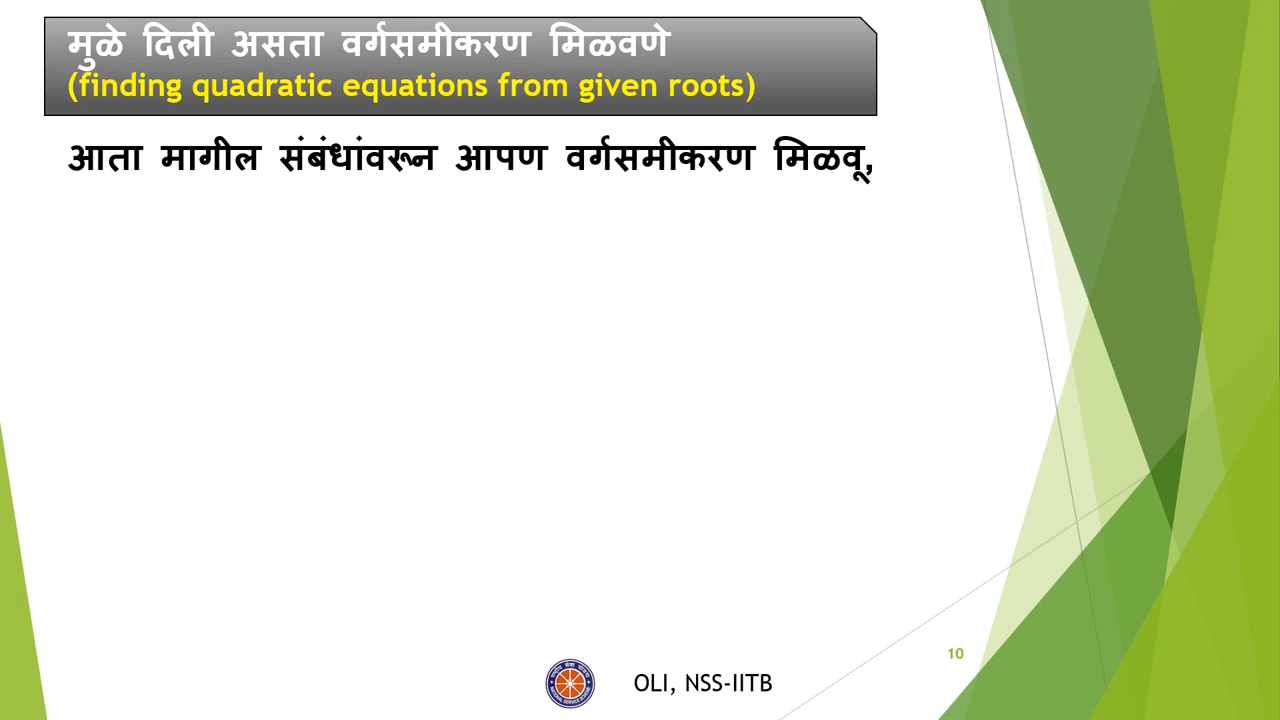 मुळे दिली असता वर्गसमीकरण मिळवणे
(finding quadratic equations from given roots)
आता मागील संबंधांवरून आपण वर्गसमीकरण मिळवू,
10
OLI, NSS-IITB